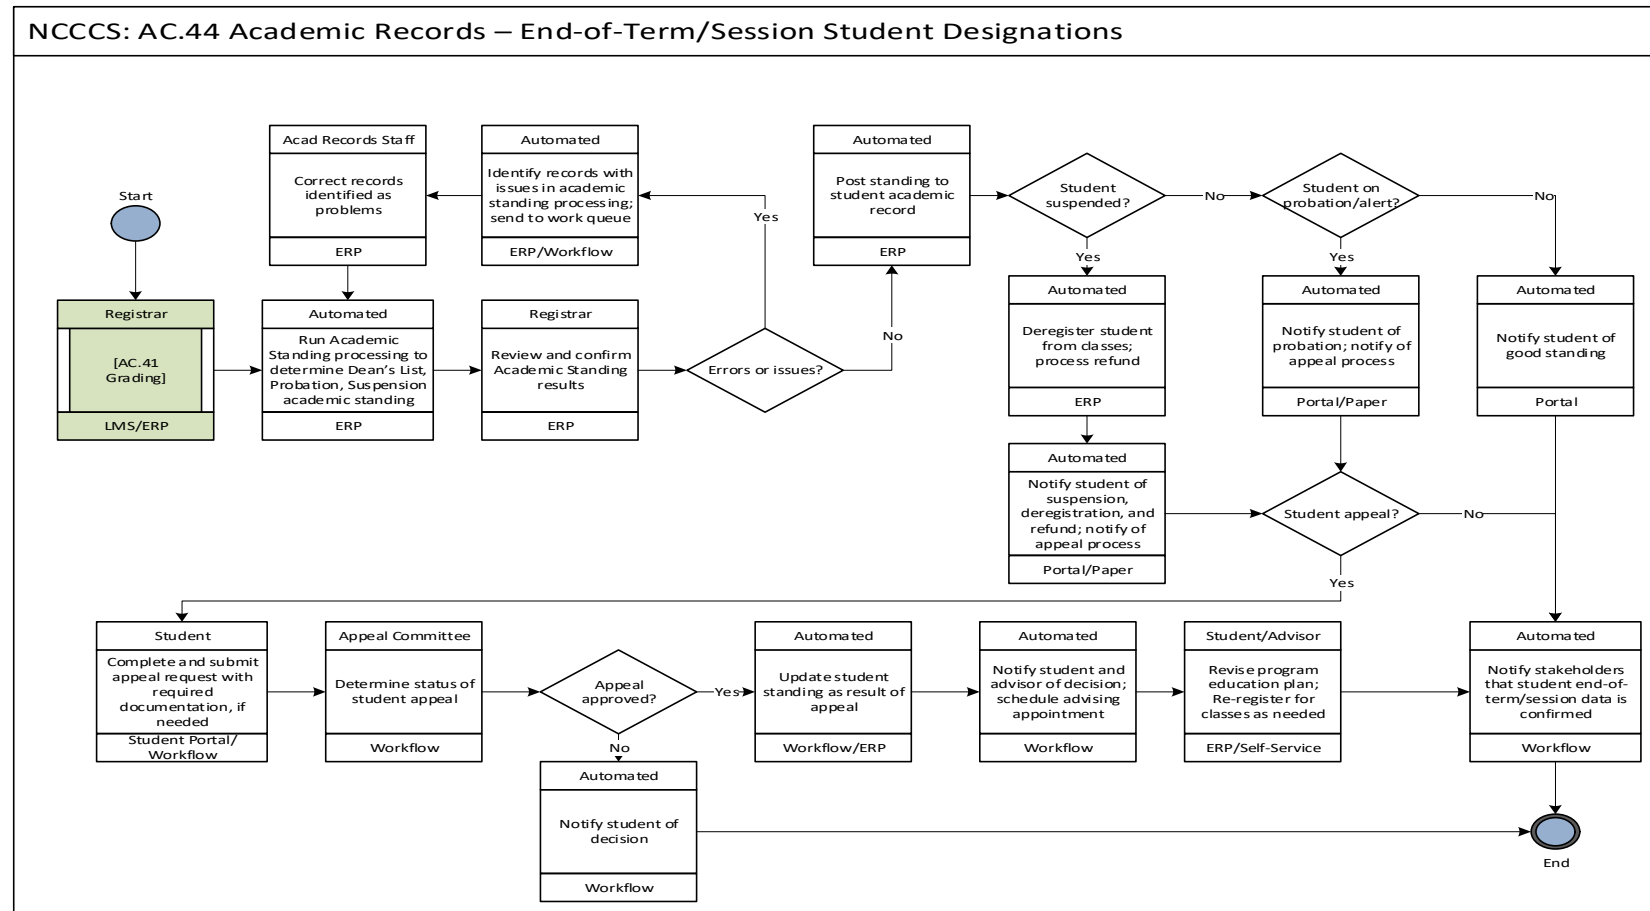 NCCCS: AC.44 Academic Records – End-of-Term/Session Student Designations
Start
Registrar
[AC.41
Grading]
LMS/ERP
Acad Records Staff
Correct records
identified as
problems
ERP
Automated
Identify records with
issues in academic
standing processing;
send to work queue
ERP/Workflow
Automated
Run Academic
Standing processing to
determine Dean's List,
Probation, Suspension
academic standing
ERP
Registrar
Review and confirm
Academic Standing
results
ERP
Errors or issues?
Yes
No
Automated
Post standing to
student academic
record
ERP
Student
suspended?
No
Yes
Student on
probation/alert?
No
Yes
Automated
Deregister student
from classes;
process refund
ERP
Automated
Notify student of
probation; notify of
appeal process
Portal/Paper
Automated
Notify student of
good standing
Portal
Automated
Notify student of
suspension,
deregistration, and
refund; notify of
appeal process
Portal/Paper
Student appeal?
No
Yes
Student
Complete and submit
appeal request with
required
documentation, if
needed
Student Portal/
Workflow
Appeal Committee
Determine status of
student appeal
Workflow
Appeal
approved?
Yes
No
Automated
Update student
standing as result of
appeal
Workflow/ERP
Automated
Notify student and
advisor of decision;
schedule advising
appointment
Workflow
Student/Advisor
Revise program
education plan;
Re-register for
classes as needed
ERP/Self-Service
Automated
Notify stakeholders
that student end-of-
term/session data is
confirmed
Workflow
Automated
Notify student of
decision
Workflow
End